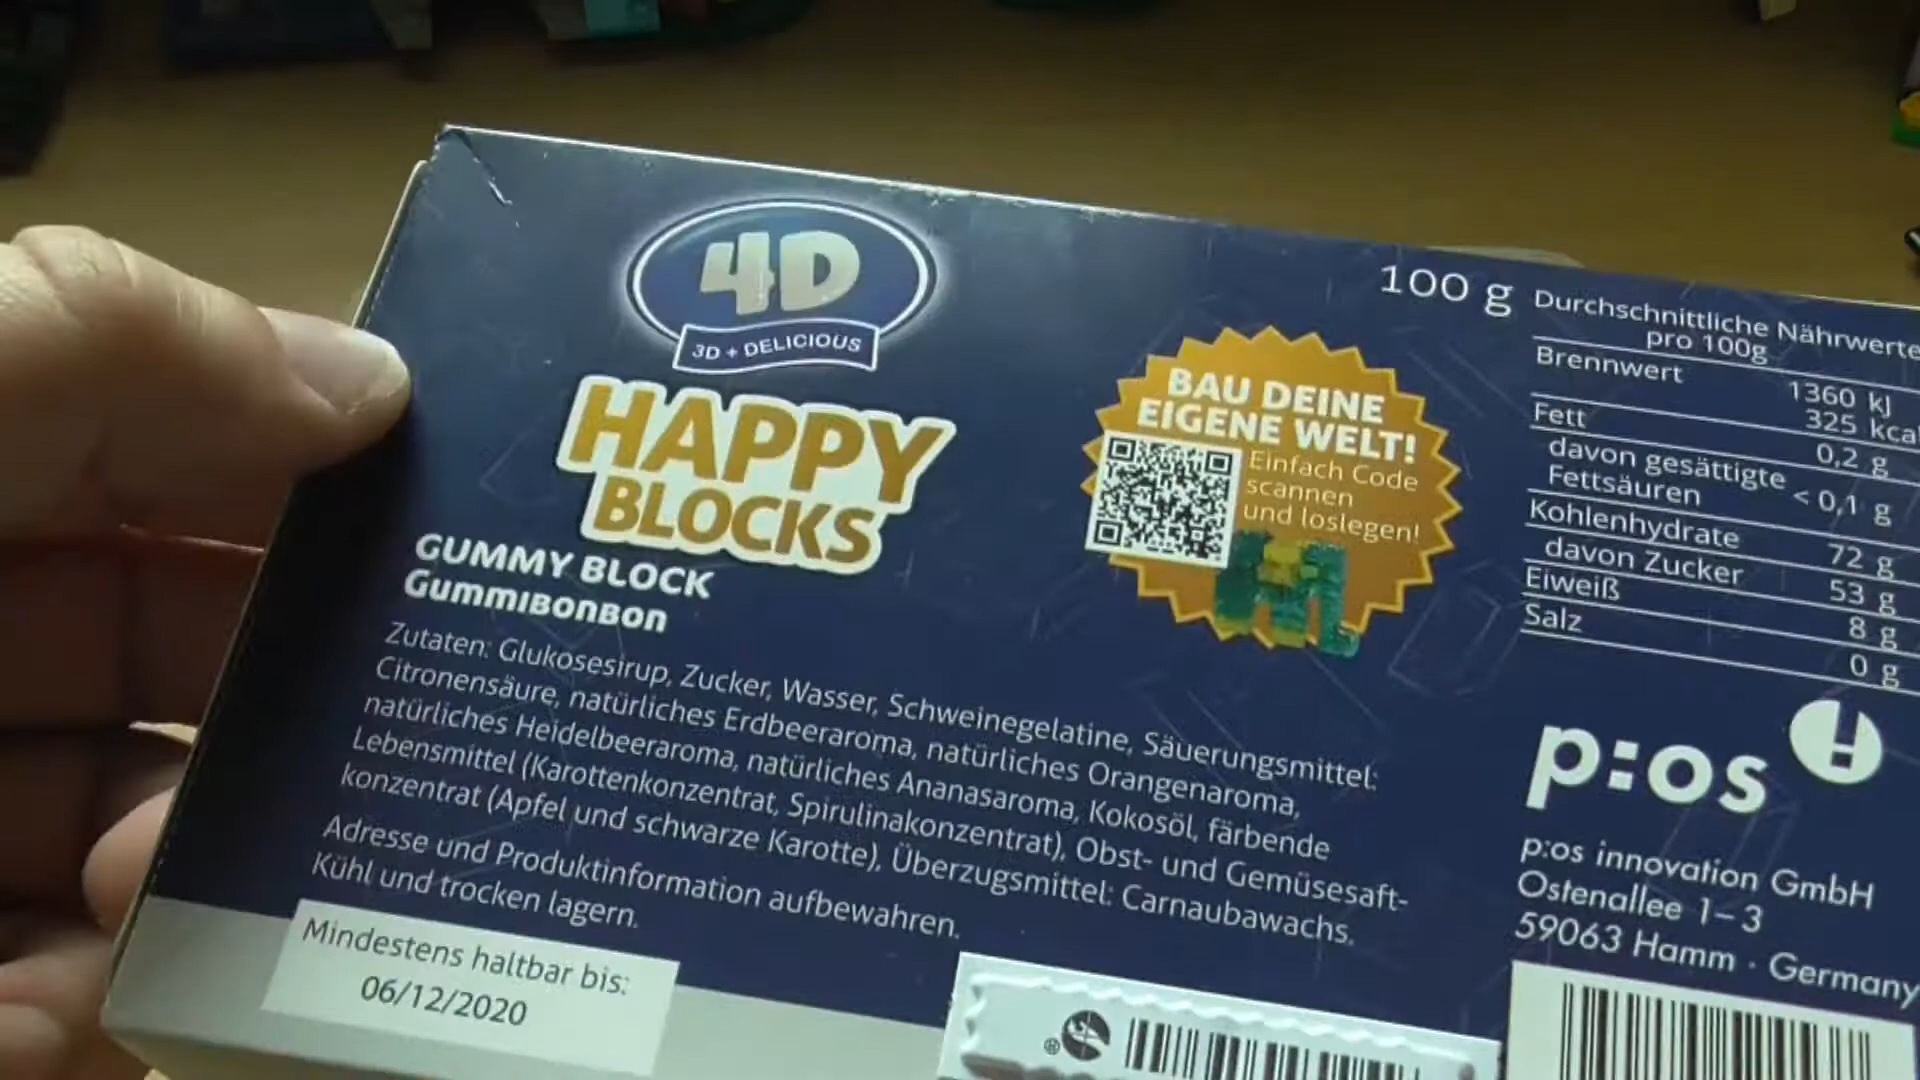 4D
3D + DELICIOUS
HAPPY
BLOCKS
GUMMY BLOCK
GUMMIBONBON
Zutaten: Glukosesirup, Zucker, Wasser, Schweinegelatine, Säuerungsmittel:
Citronensäure, natürliches Erdbeeraroma, natürliches Orangenaroma,
natürliches Heidelbeeraroma, natürliches Ananasaroma, Kokosöl, färbende
Lebensmittel (Karottenkonzentrat, Spirulinakonzentrat), Obst- und Gemüsesaft-
konzentrat (Apfel und schwarze Karotte), Überzugsmittel: Carnaubawachs.
Adresse und Produktinformation aufbewahren.
Kühl und trocken lagern.
Mindestens haltbar bis:
06/12/2020
BAU DEINE
EIGENE WELT!
Einfach Code
scannen
und loslegen!
100 g
Durchschnittliche Nährwerte
pro 100g
Brennwert 1360 kJ
325 kcal
Fett 0,2 g
davon gesättigte
Fettsäuren < 0,1 g
Kohlenhydrate 72 g
davon Zucker 53 g
Eiweiß 8 g
Salz 0 g
p:os
p:os innovation GmbH
Ostenallee 1–3
59063 Hamm · Germany
®